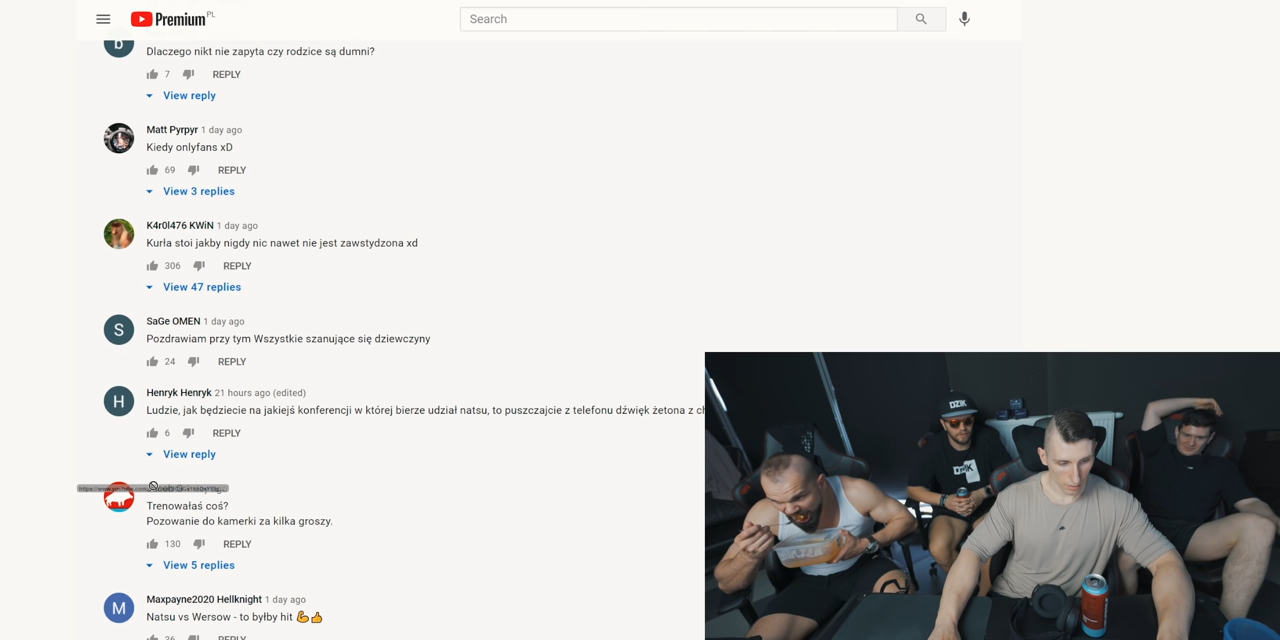 Premium PL
Search
b
Dlaczego nikt nie zapyta czy rodzice są dumni?
7 REPLY
View reply
Matt Pyrpyr 1 day ago
Kiedy onlyfans xD
69 REPLY
View 3 replies
K4r0l476 KWiN 1 day ago
Kurła stoi jakby nigdy nic nawet nie jest zawstydzona xd
306 REPLY
View 47 replies
S
SaGe OMEN 1 day ago
Pozdrawiam przy tym Wszystkie szanujące się dziewczyny
24 REPLY
H
Henryk Henryk 21 hours ago (edited)
Ludzie, jak będziecie na jakiejś konferencji w której bierze udział natsu, to puszczajcie z telefonu dźwięk żetona z
6 REPLY
View reply
Trenowałaś coś?
Pozowanie do kamerki za kilka groszy.
130 REPLY
View 5 replies
M
Maxpayne2020 Hellknight 1 day ago
Natsu vs Wersow - to byłby hit 💪👍
36 REPLY
DZIK
DZIK